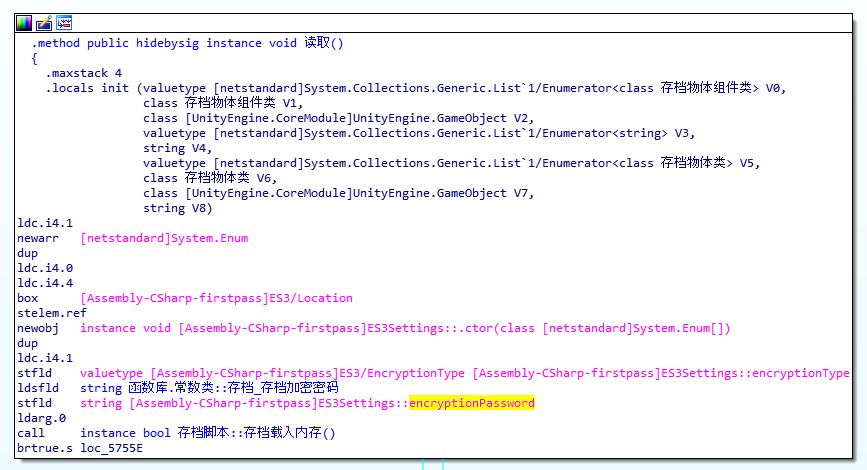 .method public hidebysig instance void 读取()
{
.maxstack 4
.locals init (valuetype [netstandard]System.Collections.Generic.List`1/Enumerator<class 存档物体组件类> V0,
class 存档物体组件类 V1,
class [UnityEngine.CoreModule]UnityEngine.GameObject V2,
valuetype [netstandard]System.Collections.Generic.List`1/Enumerator<string> V3,
string V4,
valuetype [netstandard]System.Collections.Generic.List`1/Enumerator<class 存档物体类> V5,
class 存档物体类 V6,
class [UnityEngine.CoreModule]UnityEngine.GameObject V7,
string V8)
ldc.i4.1
newarr [netstandard]System.Enum
dup
ldc.i4.0
ldc.i4.4
box [Assembly-CSharp-firstpass]ES3/Location
stelem.ref
newobj instance void [Assembly-CSharp-firstpass]ES3Settings::.ctor(class [netstandard]System.Enum[])
dup
ldc.i4.1
stfld valuetype [Assembly-CSharp-firstpass]ES3/EncryptionType [Assembly-CSharp-firstpass]ES3Settings::encryptionType
ldsfld string 函数库.常数类::存档_存档加密密码
stfld string [Assembly-CSharp-firstpass]ES3Settings::encryptionPassword
ldarg.0
call instance bool 存档脚本::存档载入内存()
brtrue.s loc_5755E